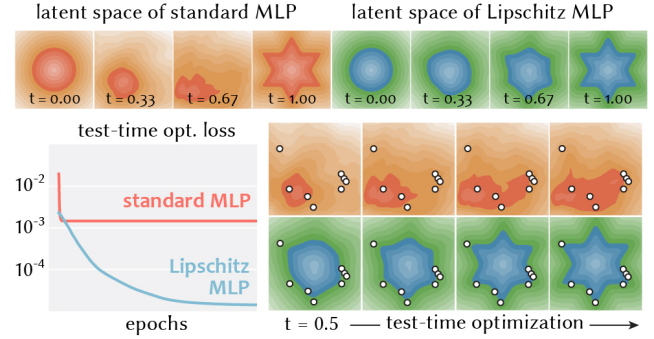 latent space of standard MLP
latent space of Lipschitz MLP
t = 0.00
t = 0.33
t = 0.67
t = 1.00
t = 0.00
t = 0.33
t = 0.67
t = 1.00
test-time opt. loss
10⁻²
standard MLP
10⁻³
10⁻⁴
Lipschitz
MLP
epochs
t = 0.5
test-time optimization